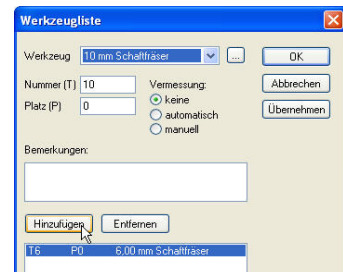 Werkzeugliste
Werkzeug 10 mm Schaftfräser ... OK
Nummer (T) 10 Vermessung: Abbrechen
Platz (P) 0 keine Übernehmen
automatisch
manuell
Bemerkungen:
Hinzufügen Entfernen
T6 P0 6,00 mm Schaftfräser